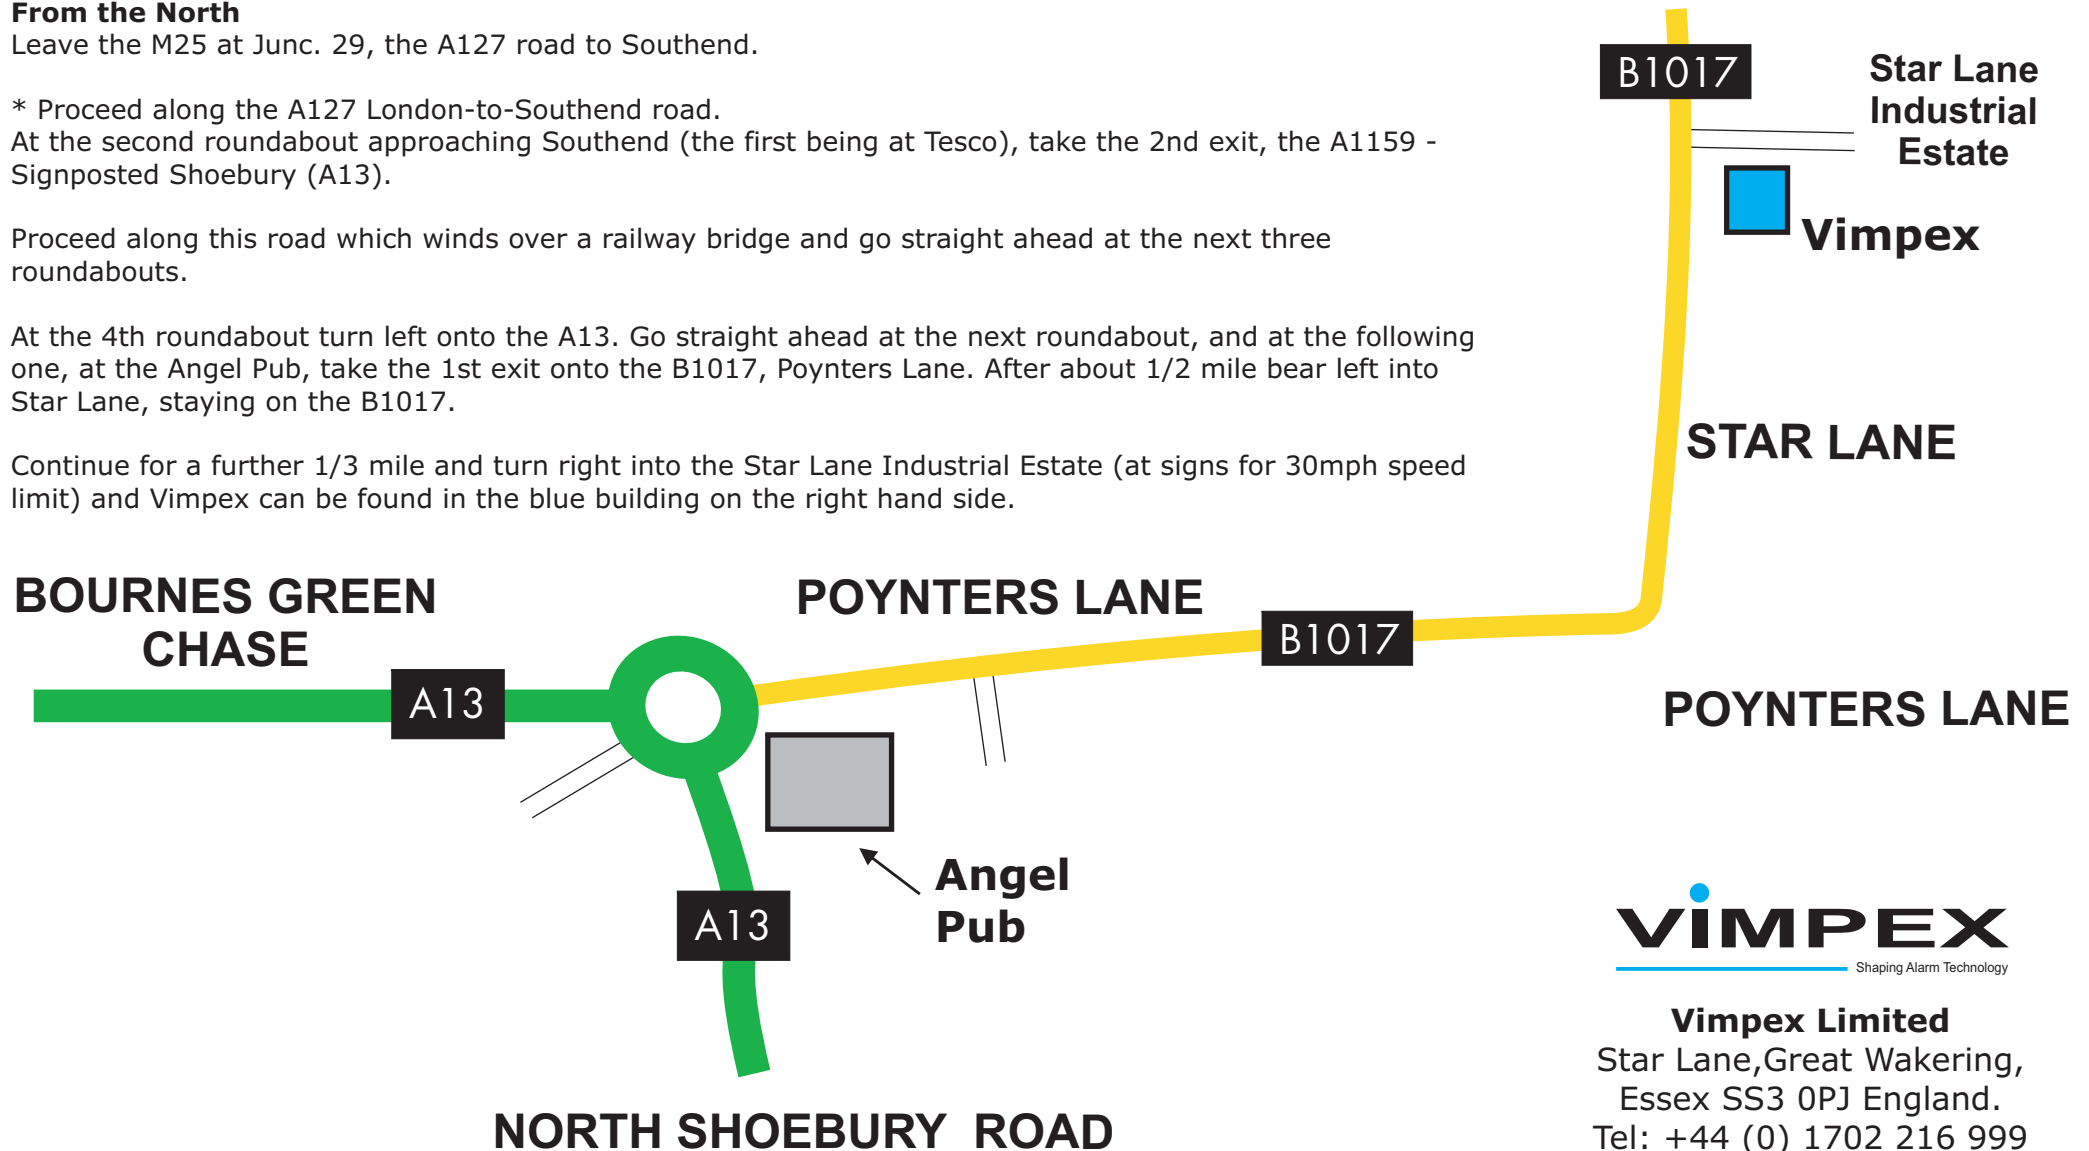 From the North
Leave the M25 at Junc. 29, the A127 road to Southend.
* Proceed along the A127 London-to-Southend road.
At the second roundabout approaching Southend (the first being at Tesco), take the 2nd exit, the A1159 -
Signposted Shoebury (A13).
Proceed along this road which winds over a railway bridge and go straight ahead at the next three
roundabouts.
At the 4th roundabout turn left onto the A13. Go straight ahead at the next roundabout, and at the following
one, at the Angel Pub, take the 1st exit onto the B1017, Poynters Lane. After about 1/2 mile bear left into
Star Lane, staying on the B1017.
Continue for a further 1/3 mile and turn right into the Star Lane Industrial Estate (at signs for 30mph speed
limit) and Vimpex can be found in the blue building on the right hand side.
B1017
Star Lane
Industrial
Estate
Vimpex
STAR LANE
BOURNES GREEN
CHASE
POYNTERS LANE
B1017
A13
POYNTERS LANE
Angel
Pub
A13
NORTH SHOEBURY ROAD
VIMPEX
Shaping Alarm Technology
Vimpex Limited
Star Lane,Great Wakering,
Essex SS3 0PJ England.
Tel: +44 (0) 1702 216 999